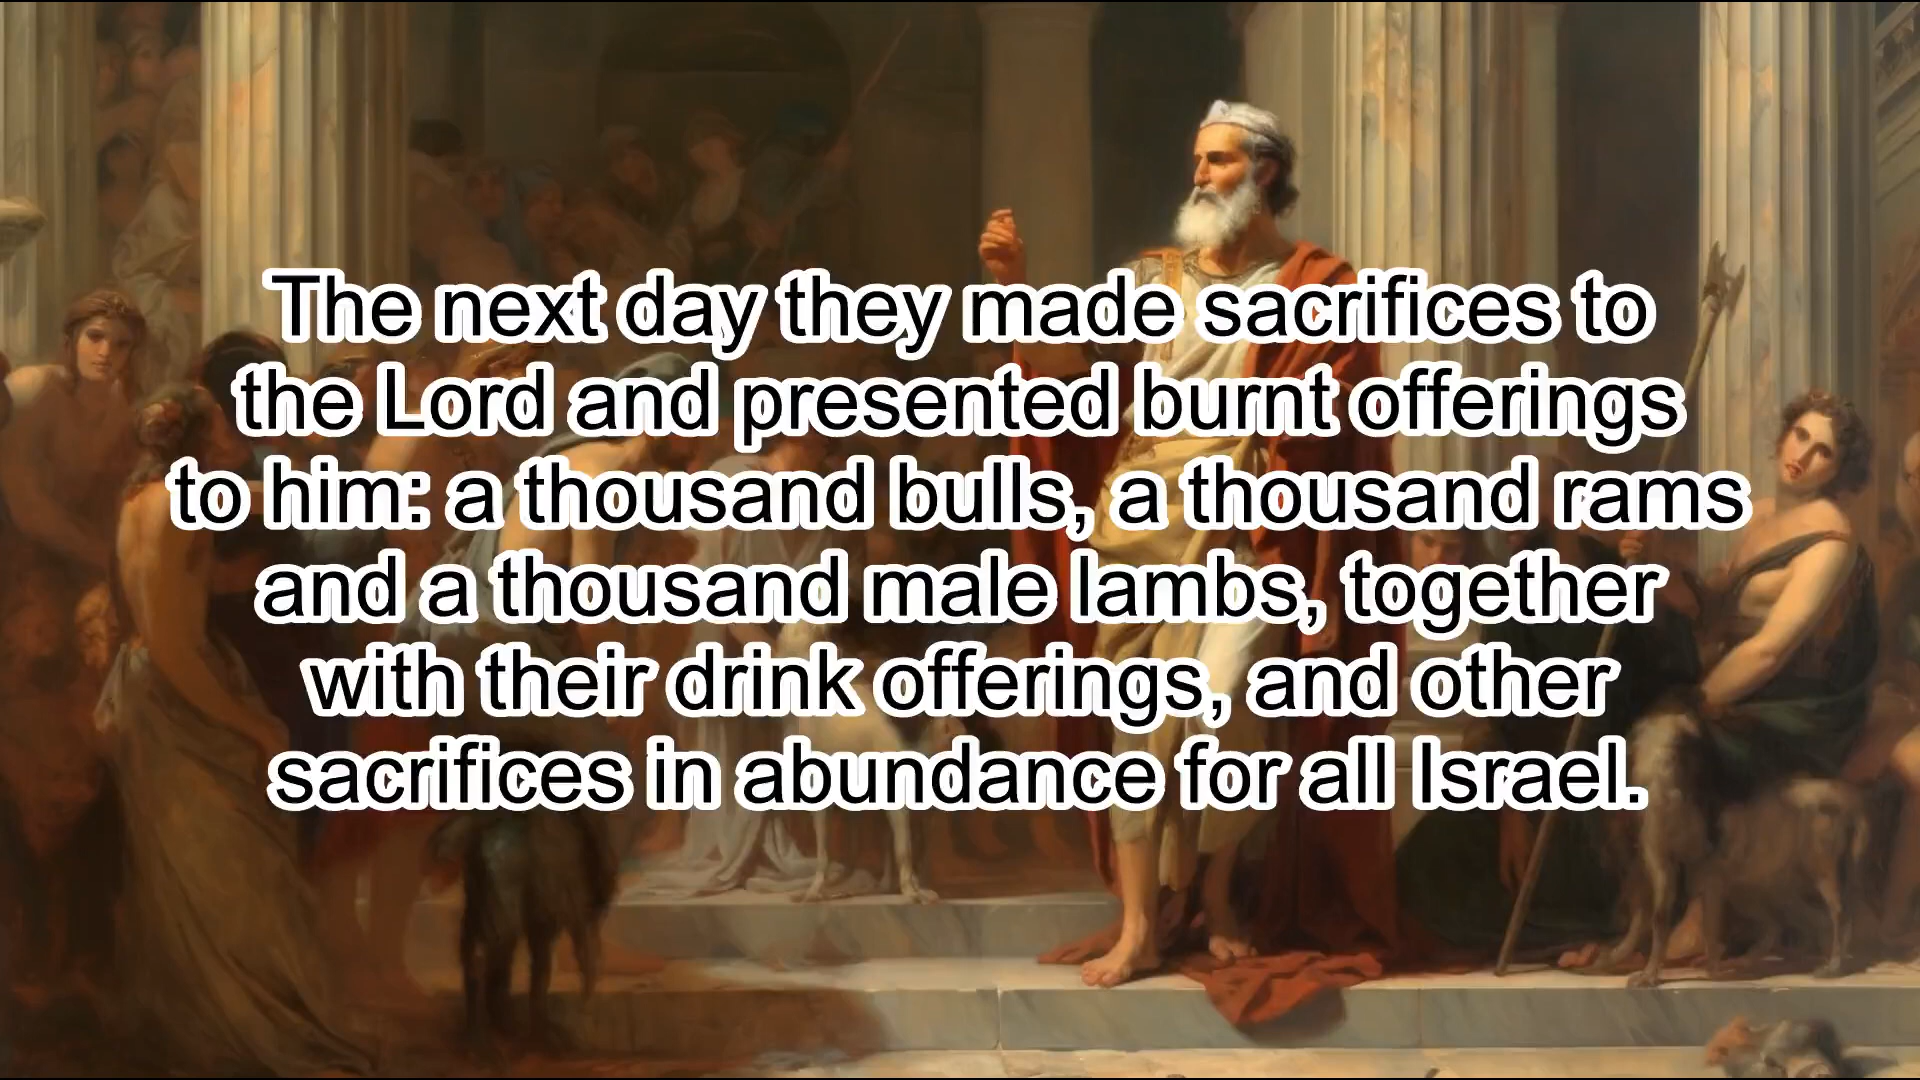 The next day they made sacrifices to
the Lord and presented burnt offerings
to him: a thousand bulls, a thousand rams
and a thousand male lambs, together
with their drink offerings, and other
sacrifices in abundance for all Israel.